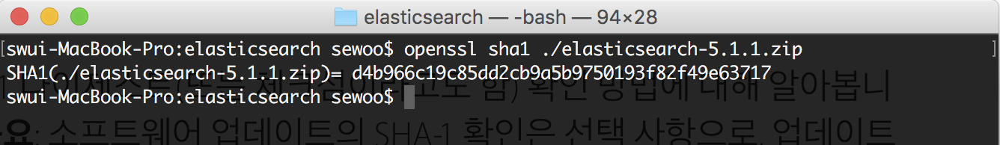 elasticsearch — -bash — 94×28
[swui-MacBook-Pro:elasticsearch sewoo$ openssl sha1 ./elasticsearch-5.1.1.zip ]
SHA1(./elasticsearch-5.1.1.zip)= d4b966c19c85dd2cb9a5b9750193f82f49e63717
swui-MacBook-Pro:elasticsearch sewoo$
확인 방법에 대해 알아봅니
소프트웨어 업데이트의 SHA-1 확인은 선택 사항으로, 업데이트